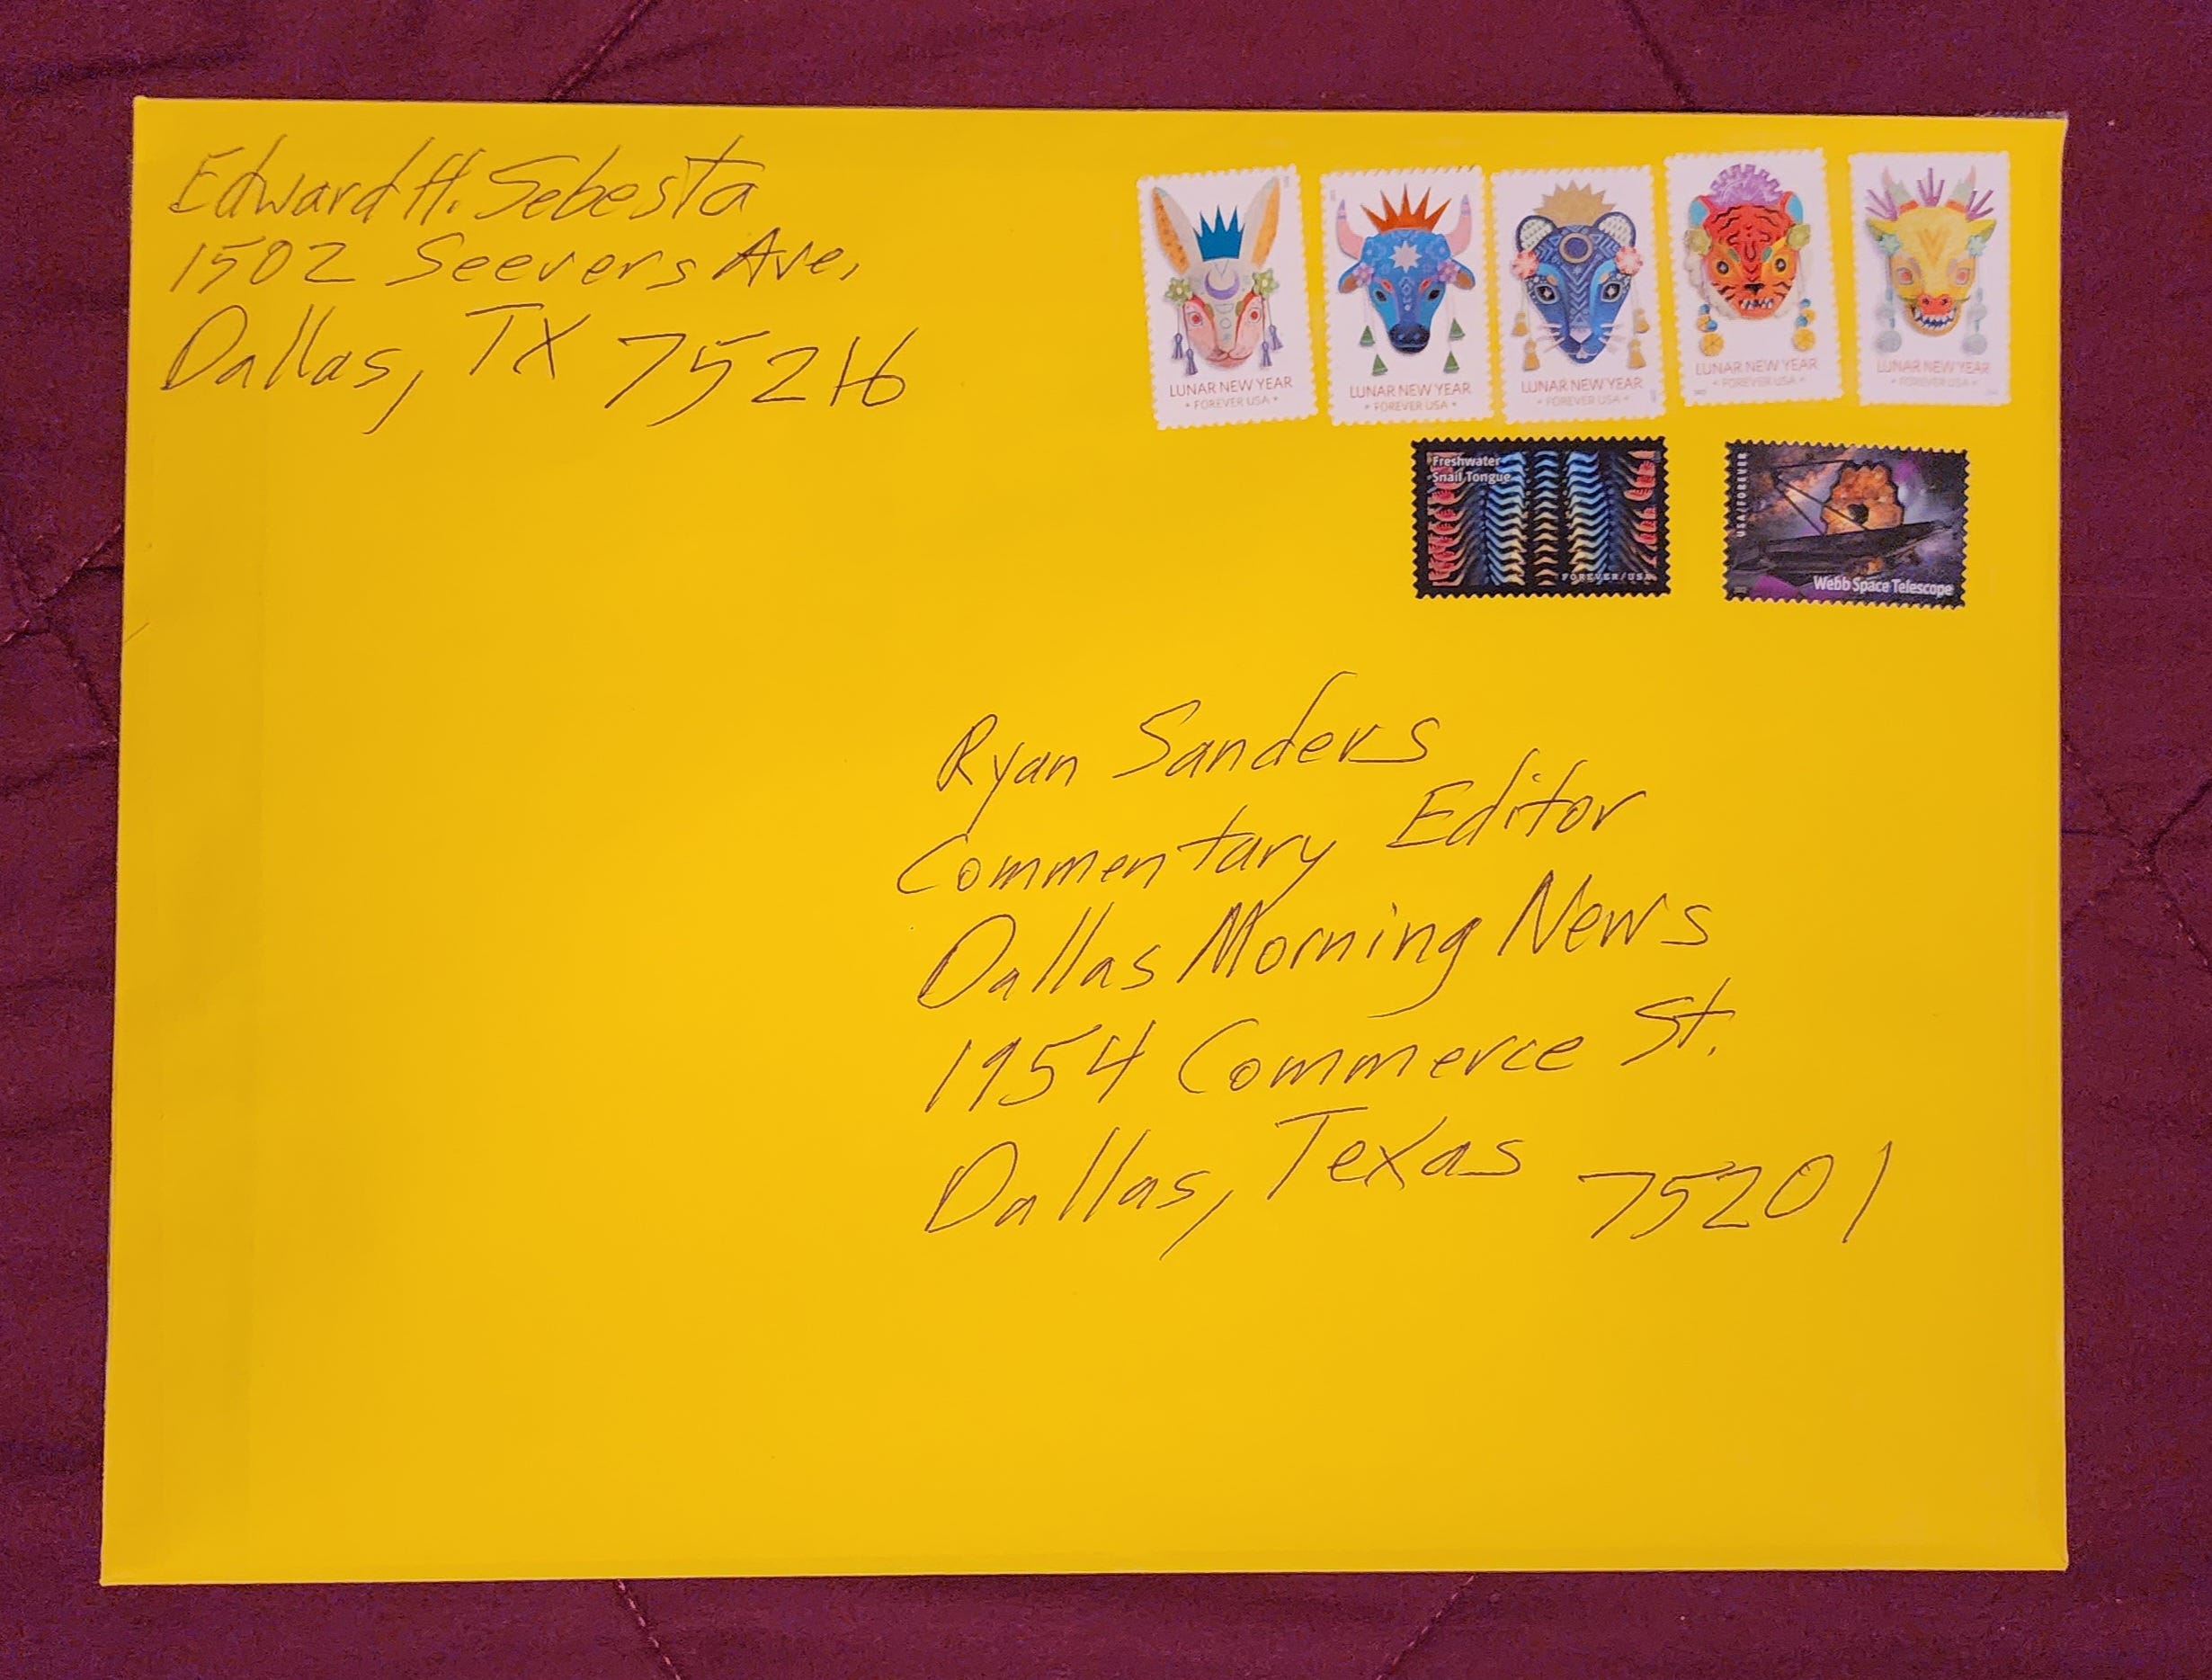 Edward H. Sebesta
1502 Seevers Ave.
Dallas, TX 75216
LUNAR NEW YEAR
• FOREVER USA •
LUNAR NEW YEAR
• FOREVER USA •
LUNAR NEW YEAR
• FOREVER USA •
LUNAR NEW YEAR
• FOREVER USA •
LUNAR NEW YEAR
• FOREVER USA •
Freshwater
Snail Tongue
FOREVER/USA
USA/FOREVER
Webb Space Telescope
Ryan Sanders
Commentary Editor
Dallas Morning News
1954 Commerce St.
Dallas, Texas 75201